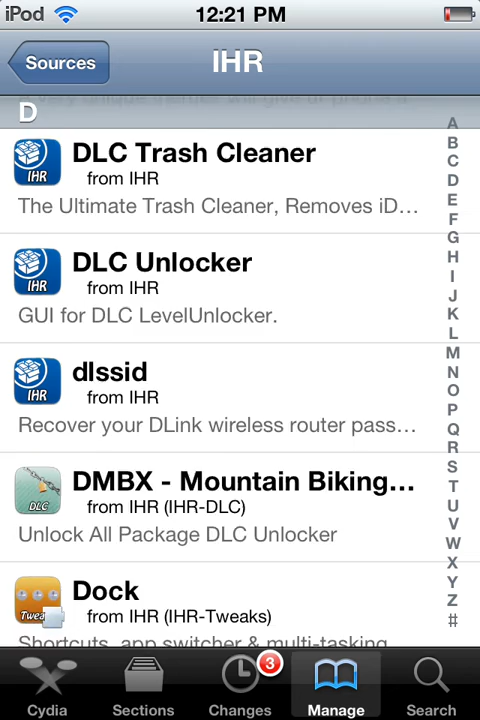 iPod 12:21 PM
Sources IHR
D
DLC Trash Cleaner
from IHR
The Ultimate Trash Cleaner, Removes iD...
DLC Unlocker
from IHR
GUI for DLC LevelUnlocker.
dlssid
from IHR
Recover your DLink wireless router pass...
DMBX - Mountain Biking...
from IHR (IHR-DLC)
Unlock All Package DLC Unlocker
Dock
from IHR (IHR-Tweaks)
Shortcuts, app switcher & multi-tasking
IHR
IHR
IHR
DLC
Twea
A
B
C
D
E
F
G
H
I
J
K
L
M
N
O
P
Q
R
S
T
U
V
W
X
Y
Z
#
3
Cydia Sections Changes Manage Search